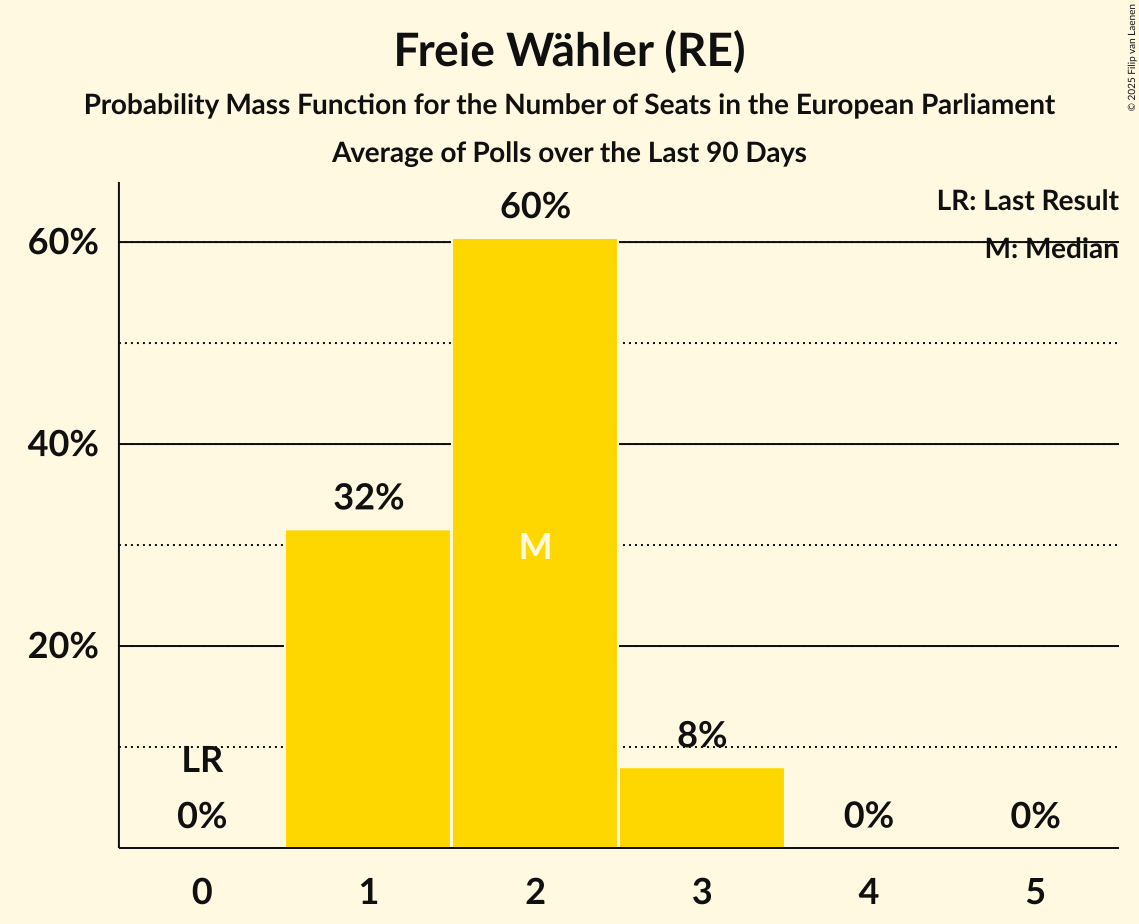 Freie Wähler (RE)
Probability Mass Function for the Number of Seats in the European Parliament
Average of Polls over the Last 90 Days
© 2025 Filip van Laenen
LR: Last Result
M: Median
60%
40%
20%
LR
0%
32%
60%
M
8%
0%
0%
0 1 2 3 4 5